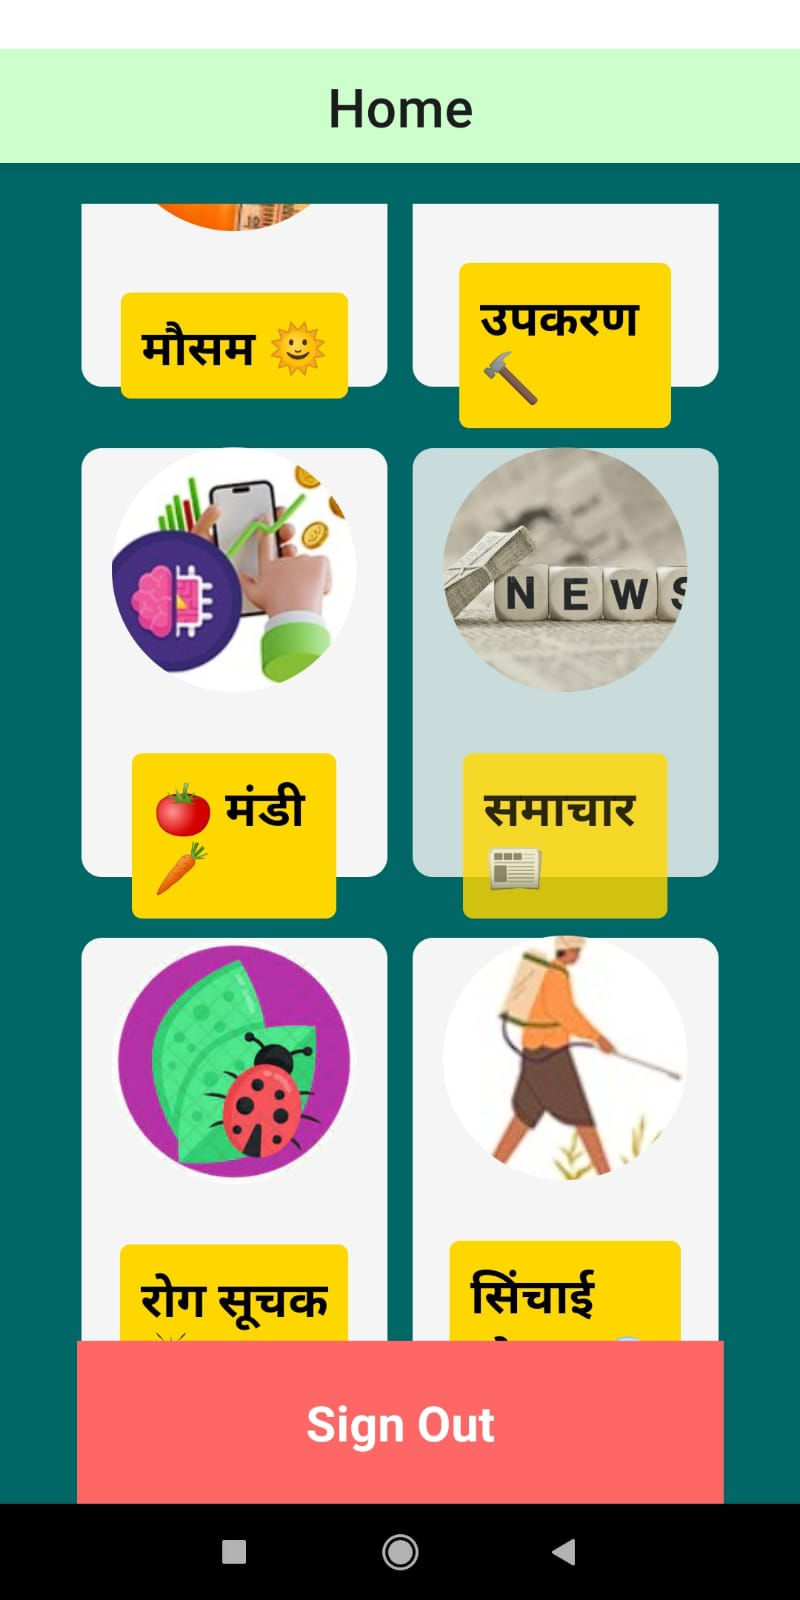 Home
मौसम 🌞
उपकरण
🔨
🍅 मंडी
🥕
NEWS
समाचार
📰
रोग सूचक
सिंचाई
Sign Out